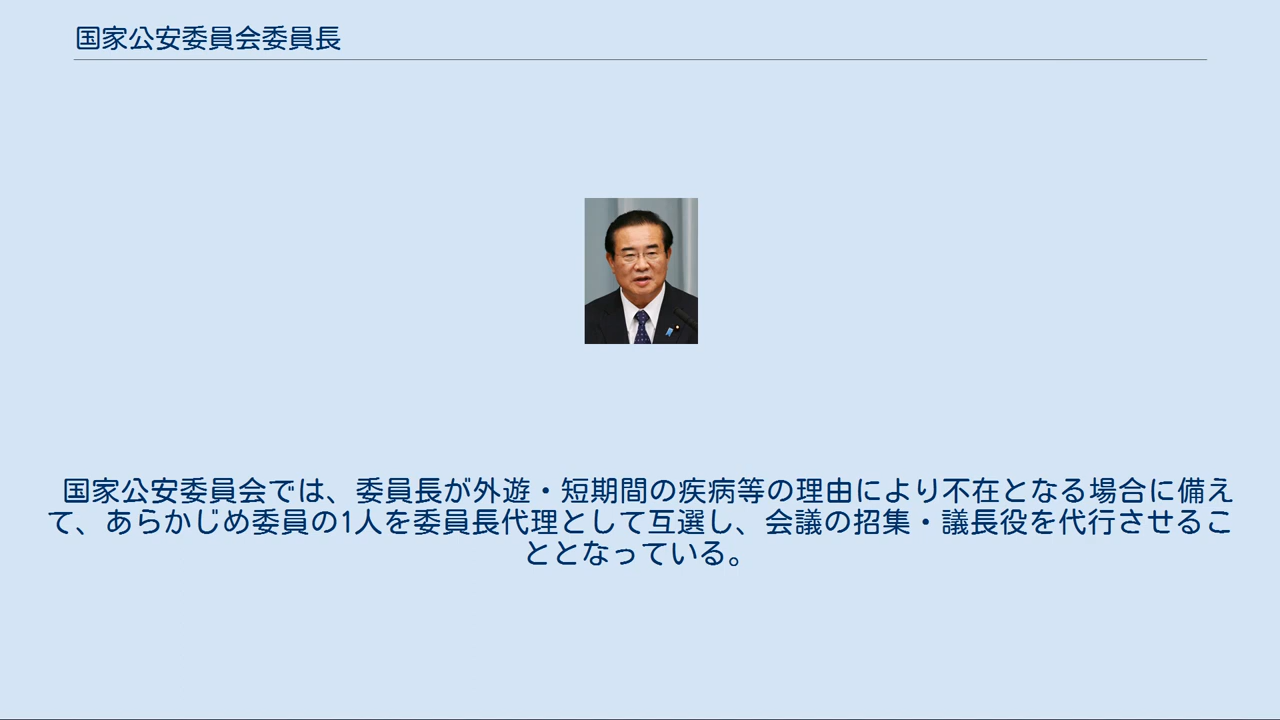 国家公安委員会委員長
国家公安委員会では、委員長が外遊・短期間の疾病等の理由により不在となる場合に備え
て、あらかじめ委員の1人を委員長代理として互選し、会議の招集・議長役を代行させるこ
ととなっている。